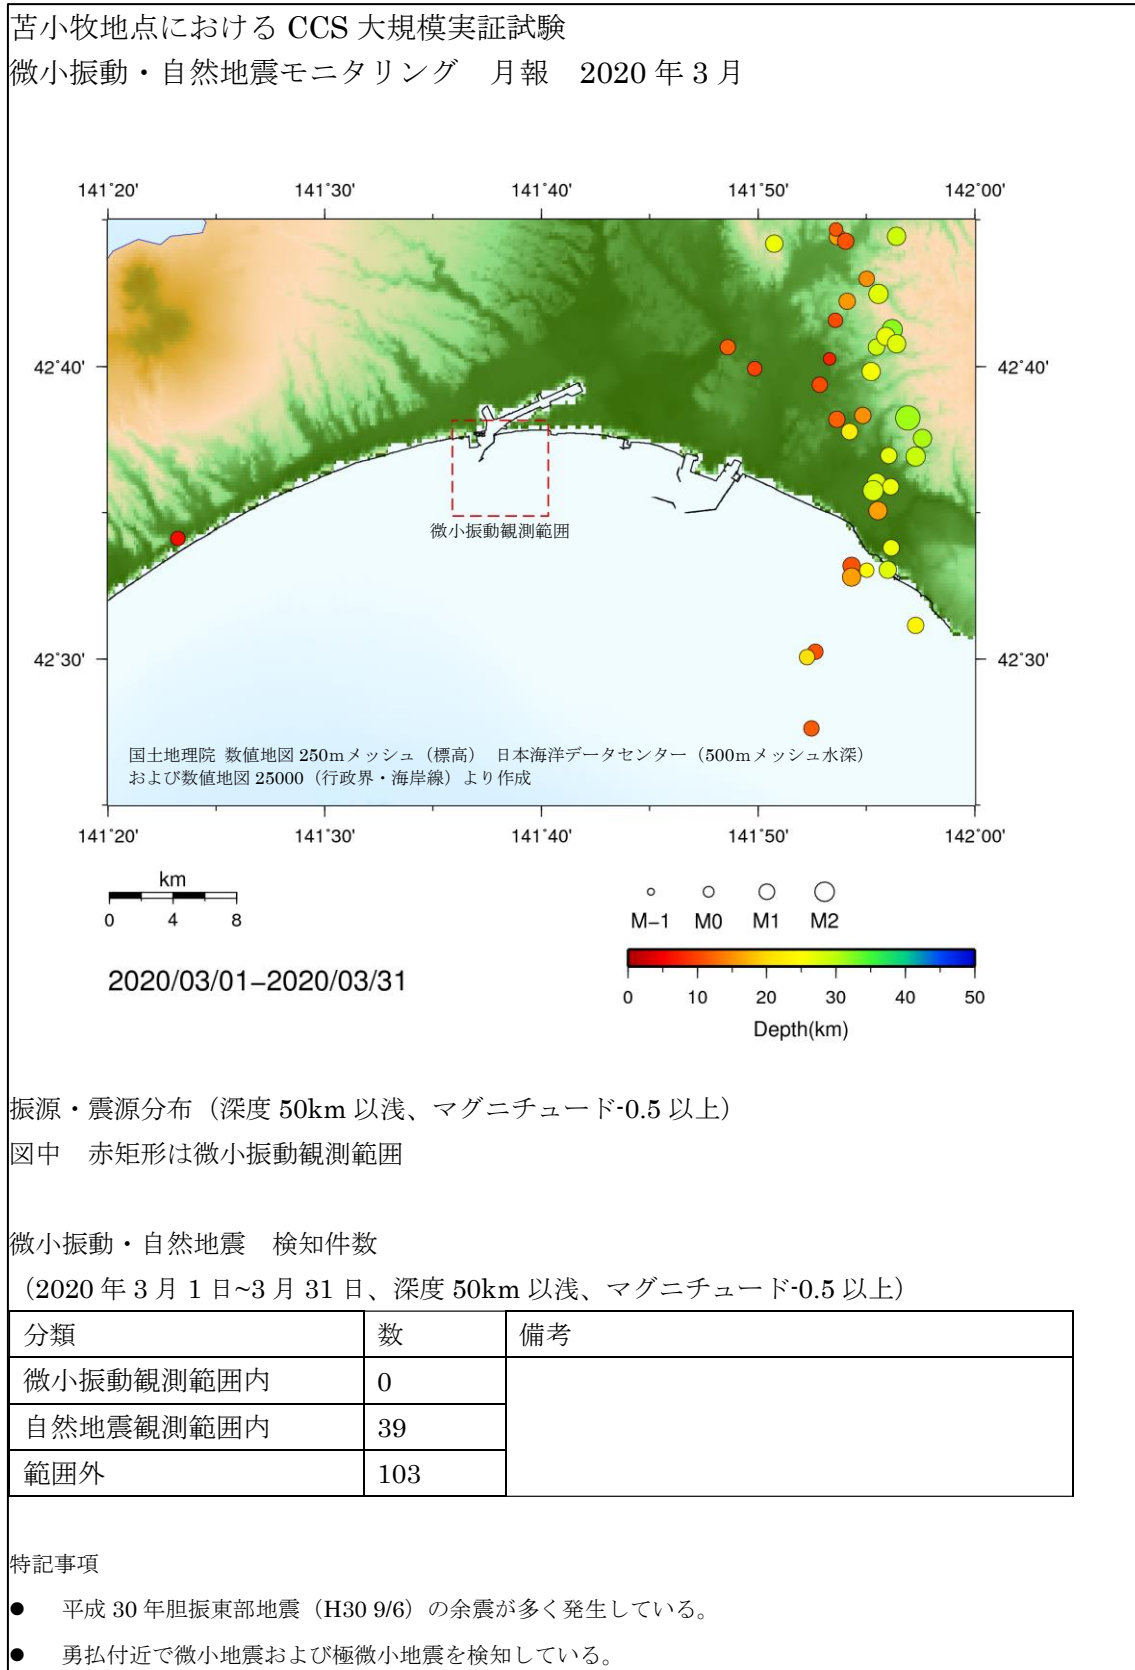 苫小牧地点における CCS 大規模実証試験
微小振動・自然地震モニタリング　月報　2020 年 3 月
141˚20' 141˚30' 141˚40' 141˚50' 142˚00'
42˚40' 42˚40'
微小振動観測範囲
42˚30' 42˚30'
国土地理院 数値地図 250mメッシュ（標高） 日本海洋データセンター（500mメッシュ水深）
および数値地図 25000（行政界・海岸線）より作成
141˚20' 141˚30' 141˚40' 141˚50' 142˚00'
km
0 4 8
M−1 M0 M1 M2
2020/03/01−2020/03/31
0 10 20 30 40 50
Depth(km)
振源・震源分布（深度 50km 以浅、マグニチュード-0.5 以上）
図中　赤矩形は微小振動観測範囲
微小振動・自然地震　検知件数
（2020 年 3 月 1 日~3 月 31 日、深度 50km 以浅、マグニチュード-0.5 以上）
分類 数 備考
微小振動観測範囲内 0
自然地震観測範囲内 39
範囲外 103
特記事項
● 平成 30 年胆振東部地震（H30 9/6）の余震が多く発生している。
● 勇払付近で微小地震および極微小地震を検知している。